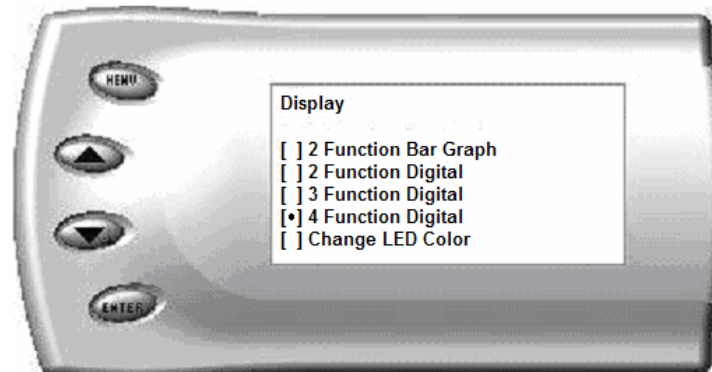 MENU
Display
[ ] 2 Function Bar Graph
[ ] 2 Function Digital
[ ] 3 Function Digital
[•] 4 Function Digital
[ ] Change LED Color
ENTER